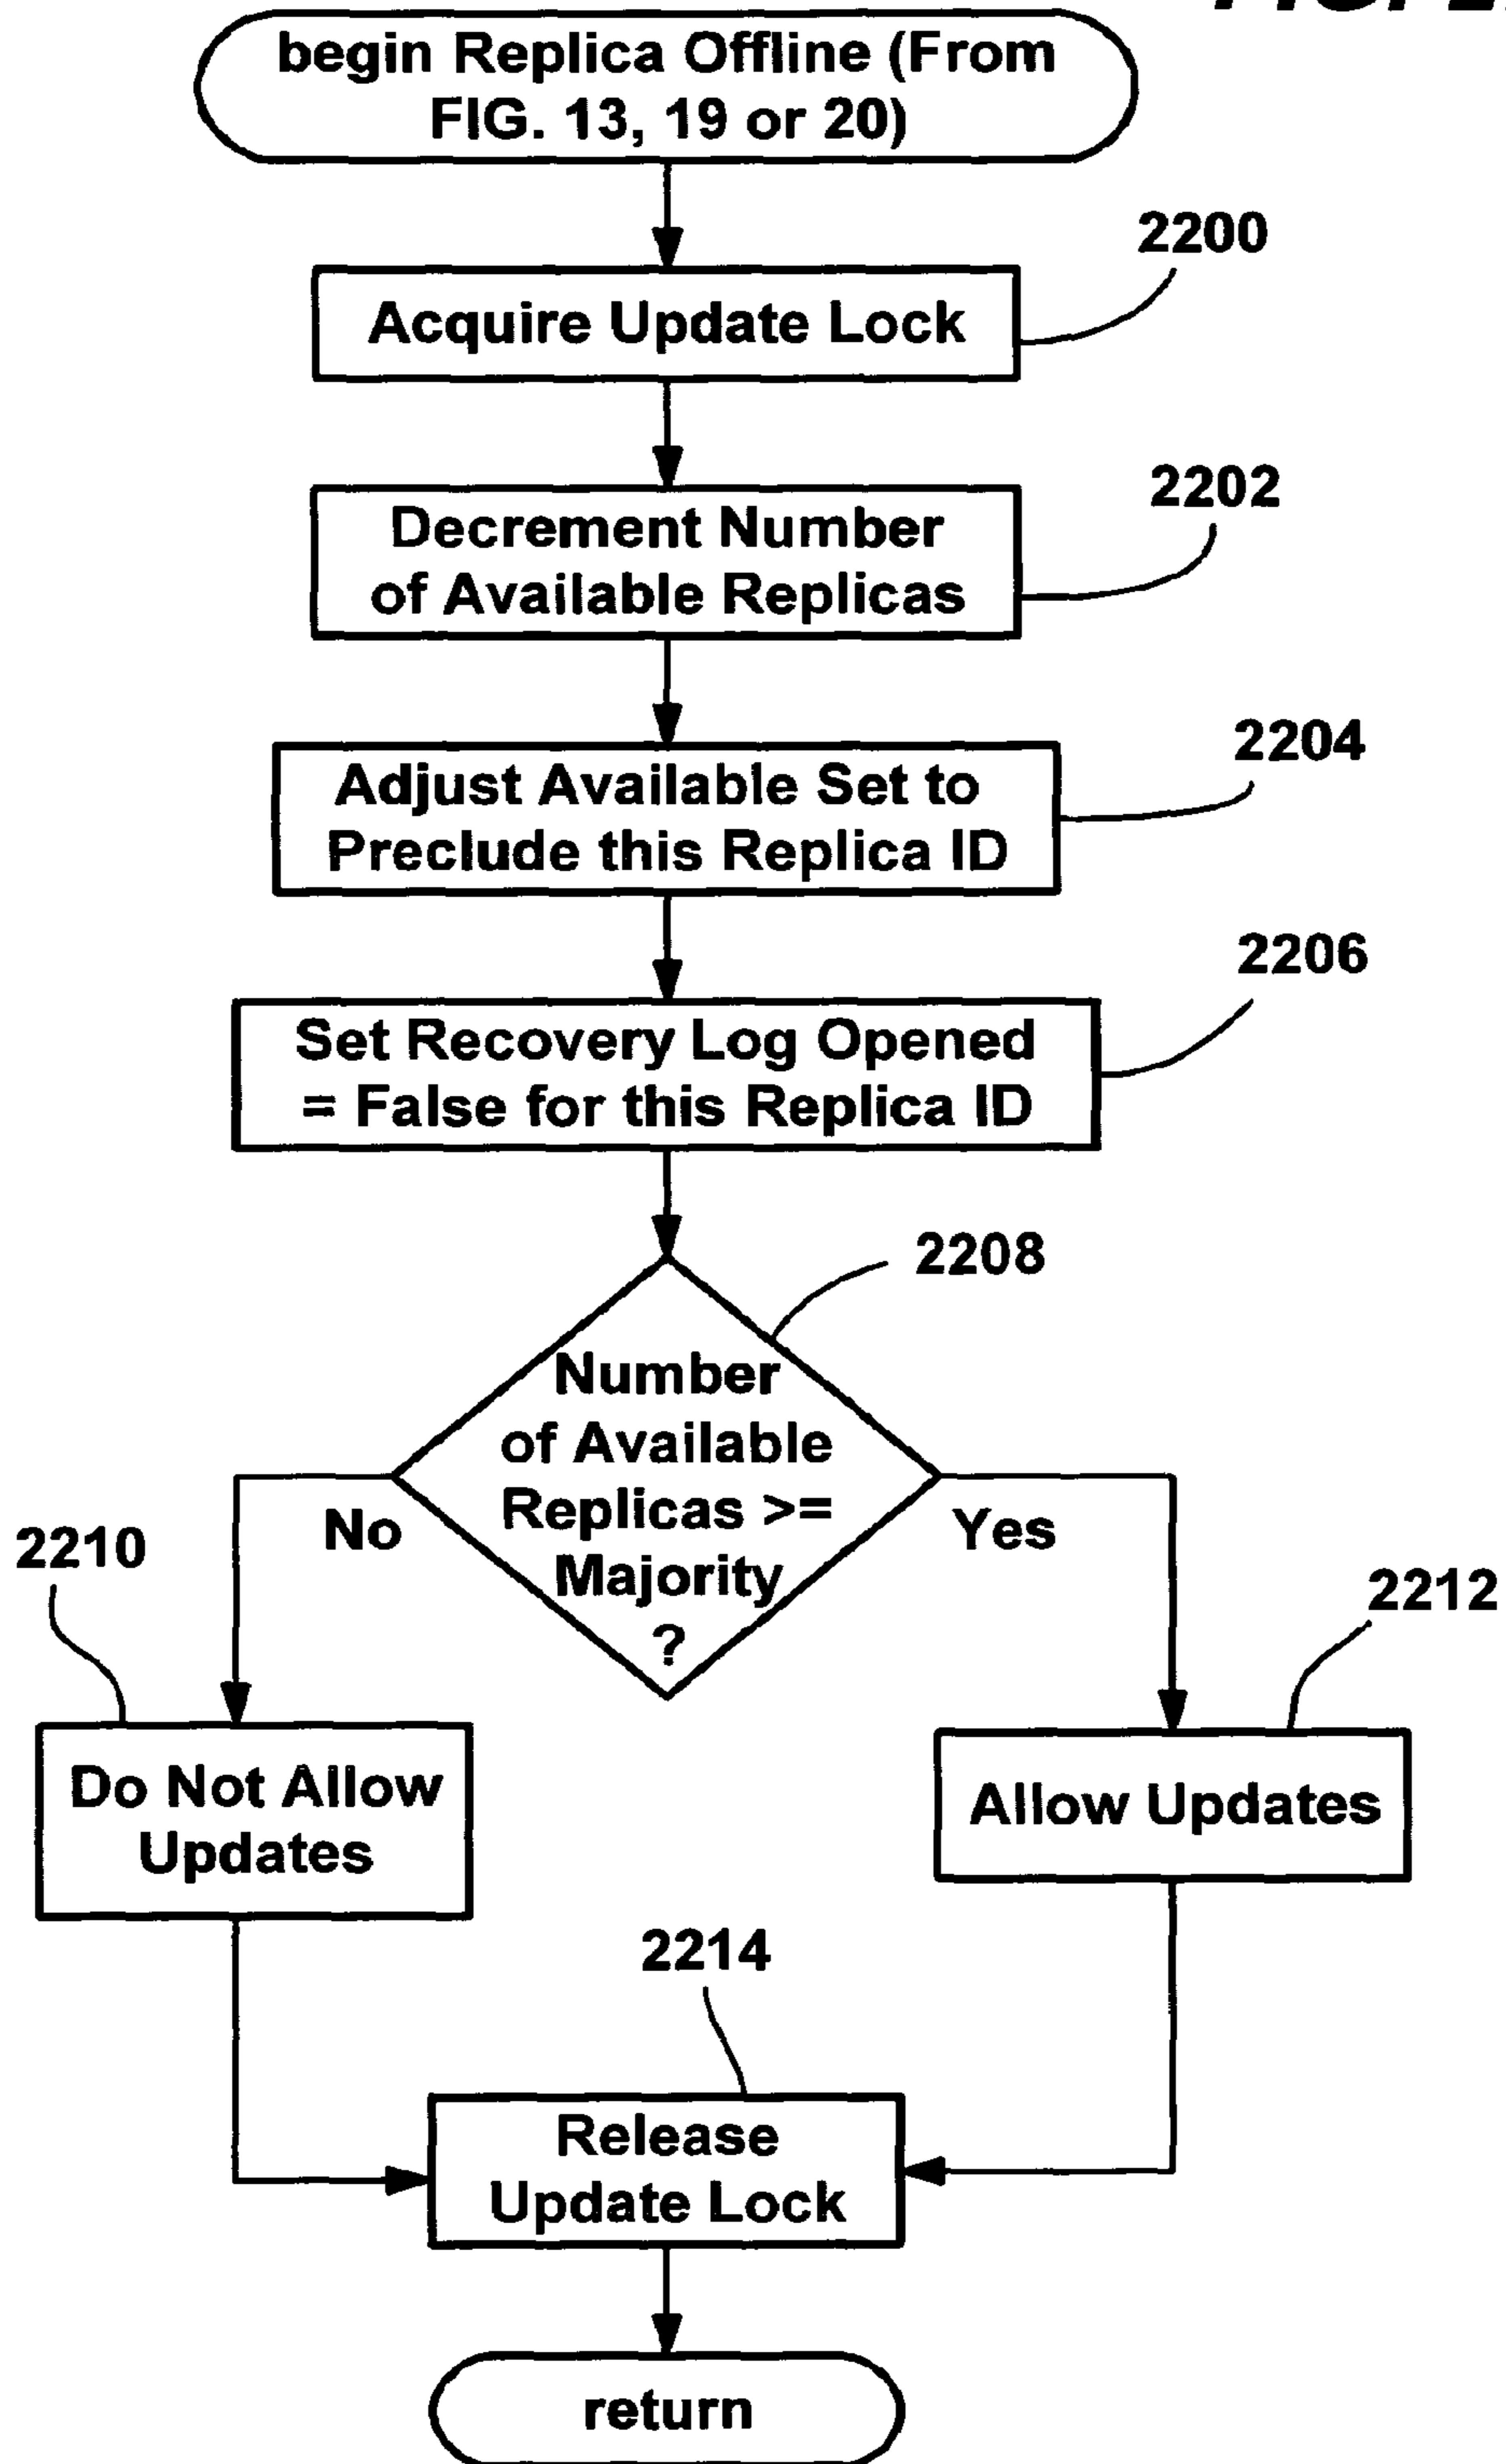 begin Replica Offline (From
FIG. 13, 19 or 20)
2200
Acquire Update Lock
2202
Decrement Number
of Available Replicas
2204
Adjust Available Set to
Preclude this Replica ID
2206
Set Recovery Log Opened
= False for this Replica ID
2208
Number
of Available
Replicas >=
Majority
?
No
Yes
2210
2212
Do Not Allow
Updates
Allow Updates
2214
Release
Update Lock
return